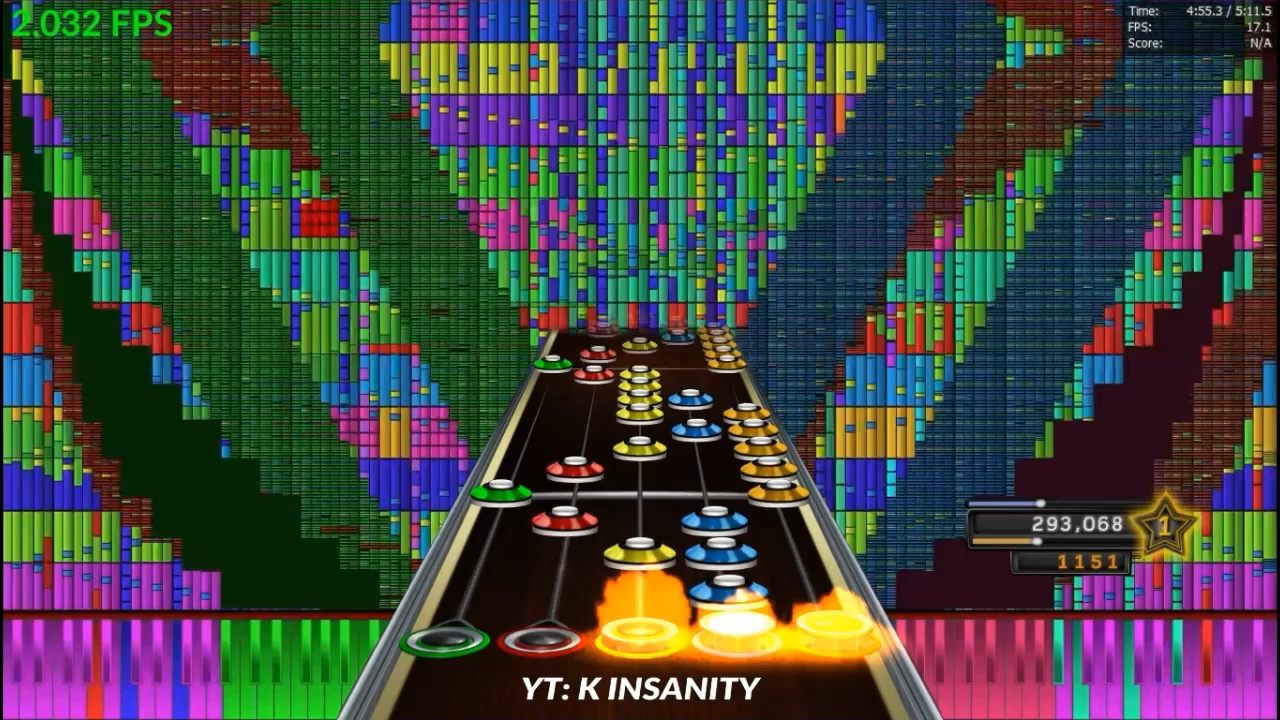 2.032 FPS
Time: 4:55.3 / 5:11.5
FPS: 17.1
Score: N/A
293,068
1
1151
YT: K INSANITY